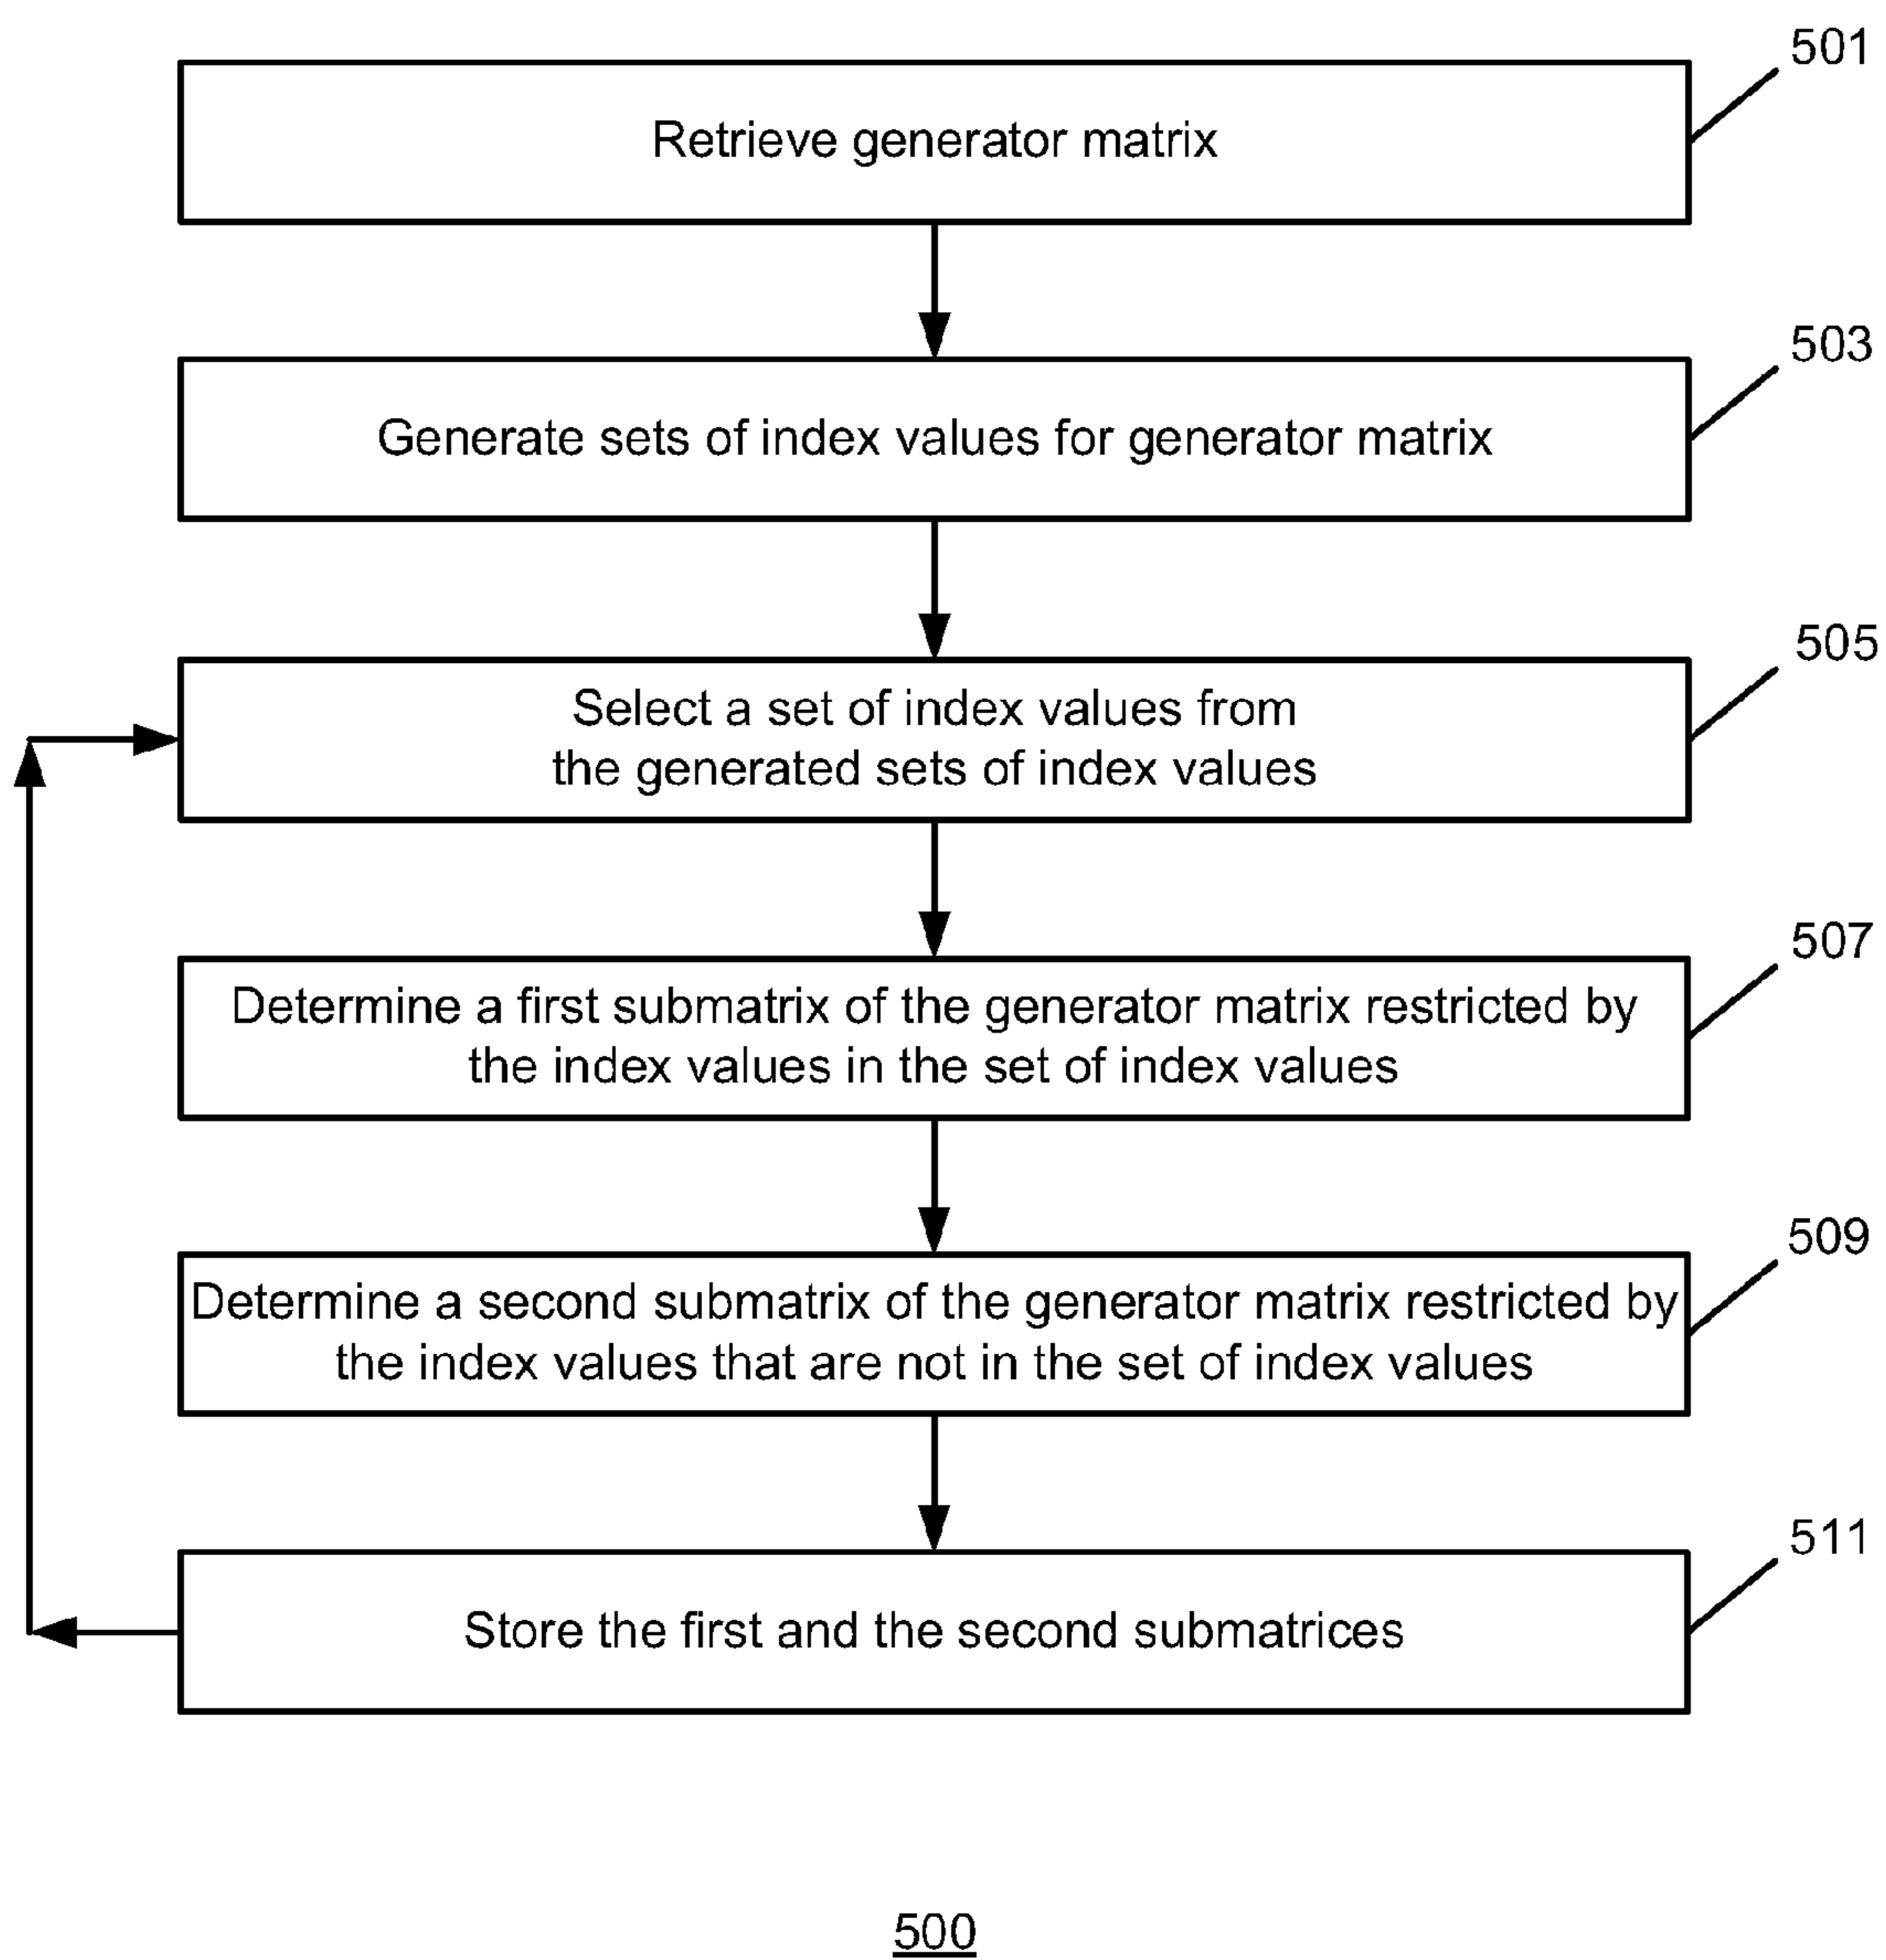 501
Retrieve generator matrix
503
Generate sets of index values for generator matrix
505
Select a set of index values from
the generated sets of index values
507
Determine a first submatrix of the generator matrix restricted by
the index values in the set of index values
509
Determine a second submatrix of the generator matrix restricted by
the index values that are not in the set of index values
511
Store the first and the second submatrices
500